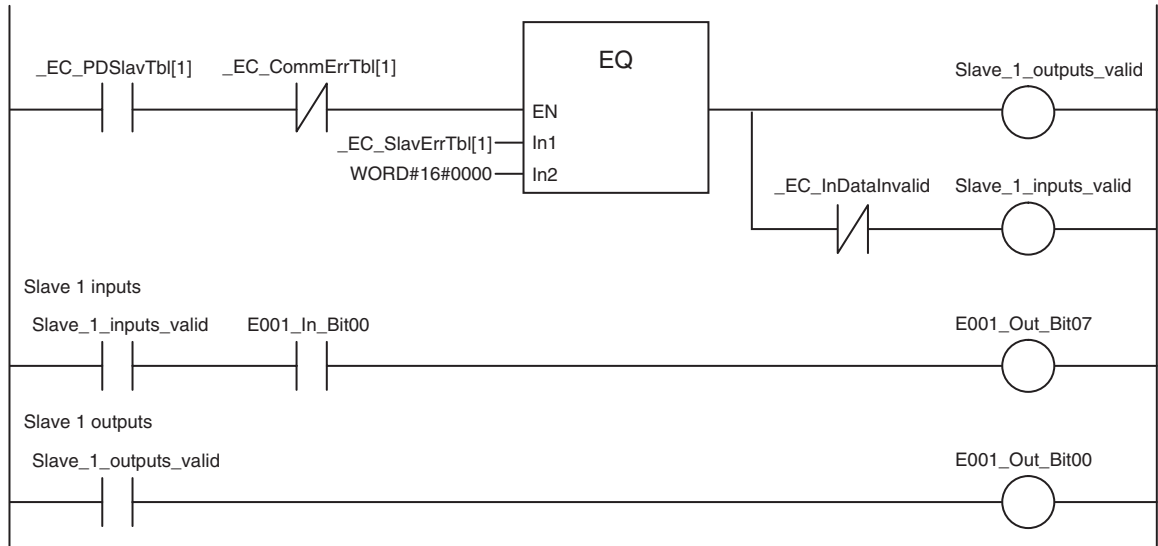 _EC_PDSlavTbl[1] _EC_CommErrTbl[1] EQ Slave_1_outputs_valid
EN
_EC_SlavErrTbl[1] In1
WORD#16#0000 In2
_EC_InDataInvalid Slave_1_inputs_valid
Slave 1 inputs
Slave_1_inputs_valid E001_In_Bit00 E001_Out_Bit07
Slave 1 outputs
Slave_1_outputs_valid E001_Out_Bit00